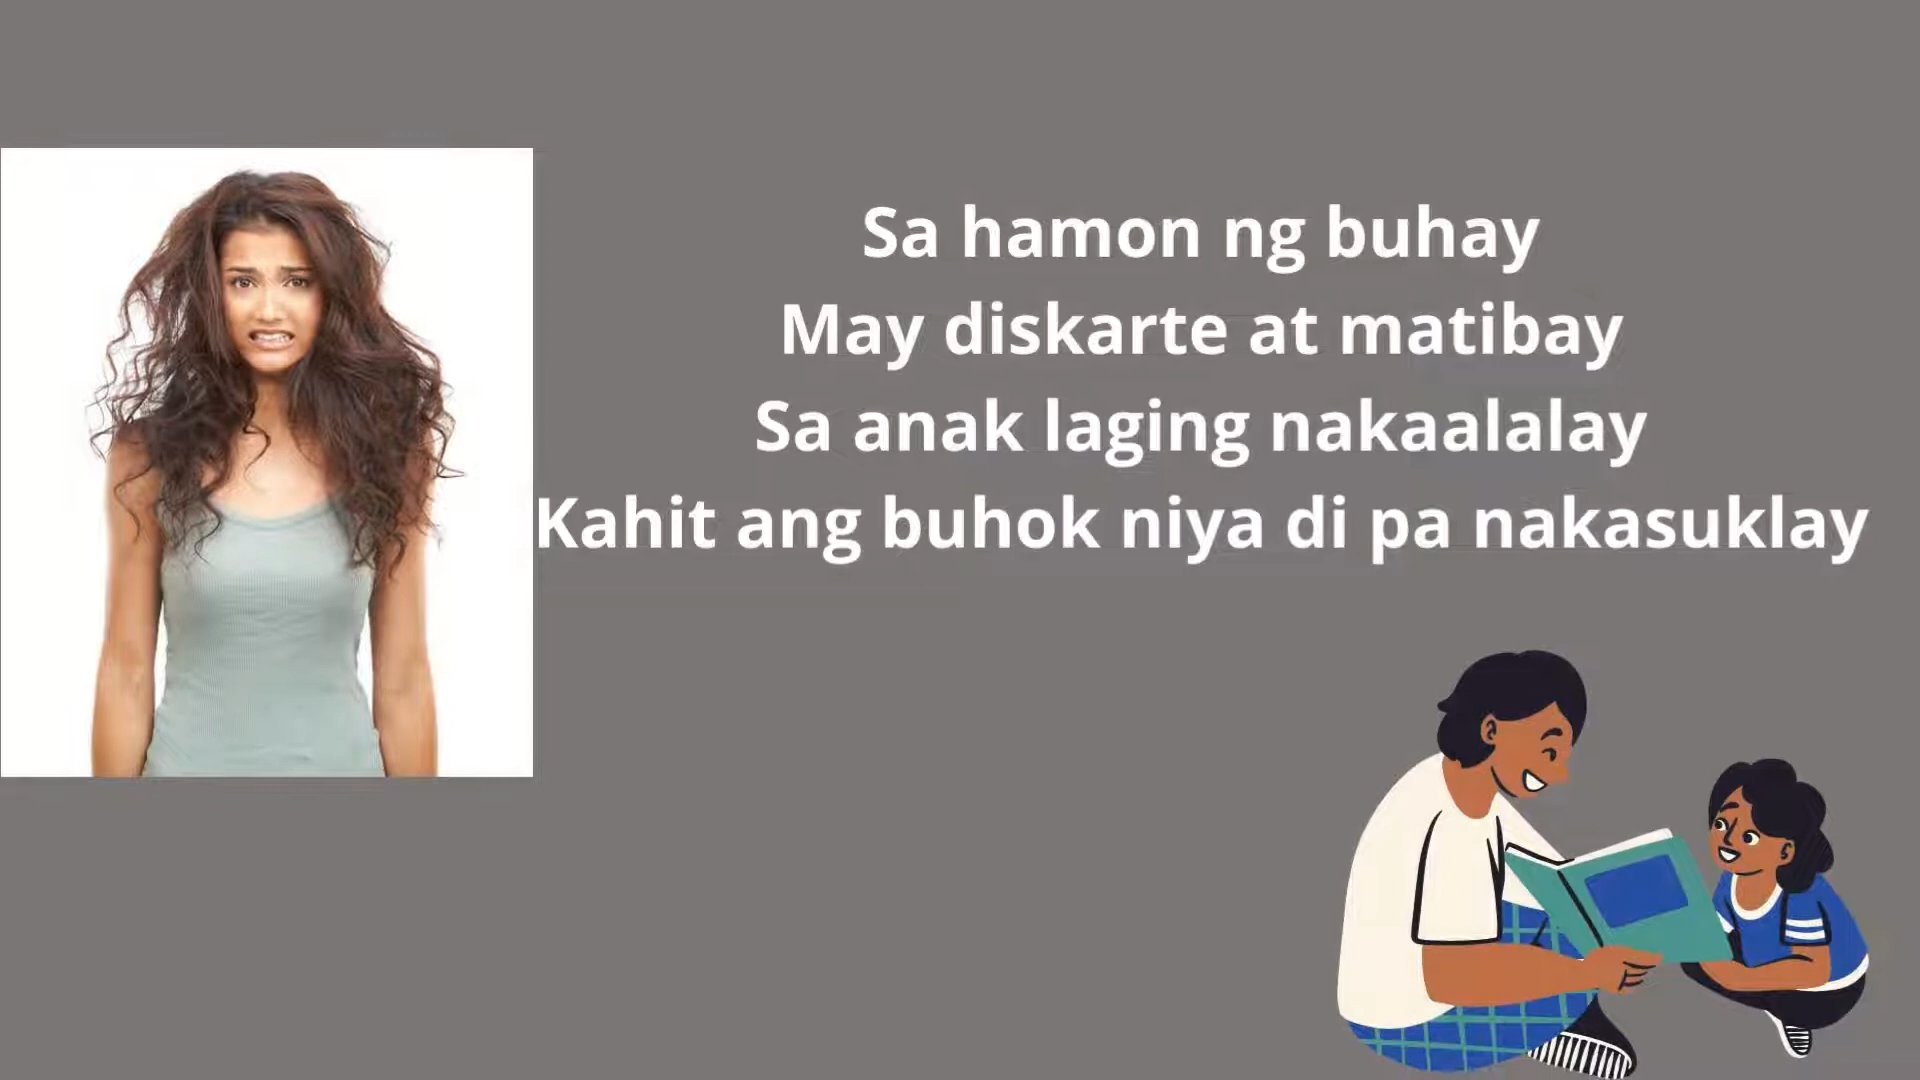 Sa hamon ng buhay
May diskarte at matibay
Sa anak laging nakaalalay
Kahit ang buhok niya di pa nakasuklay